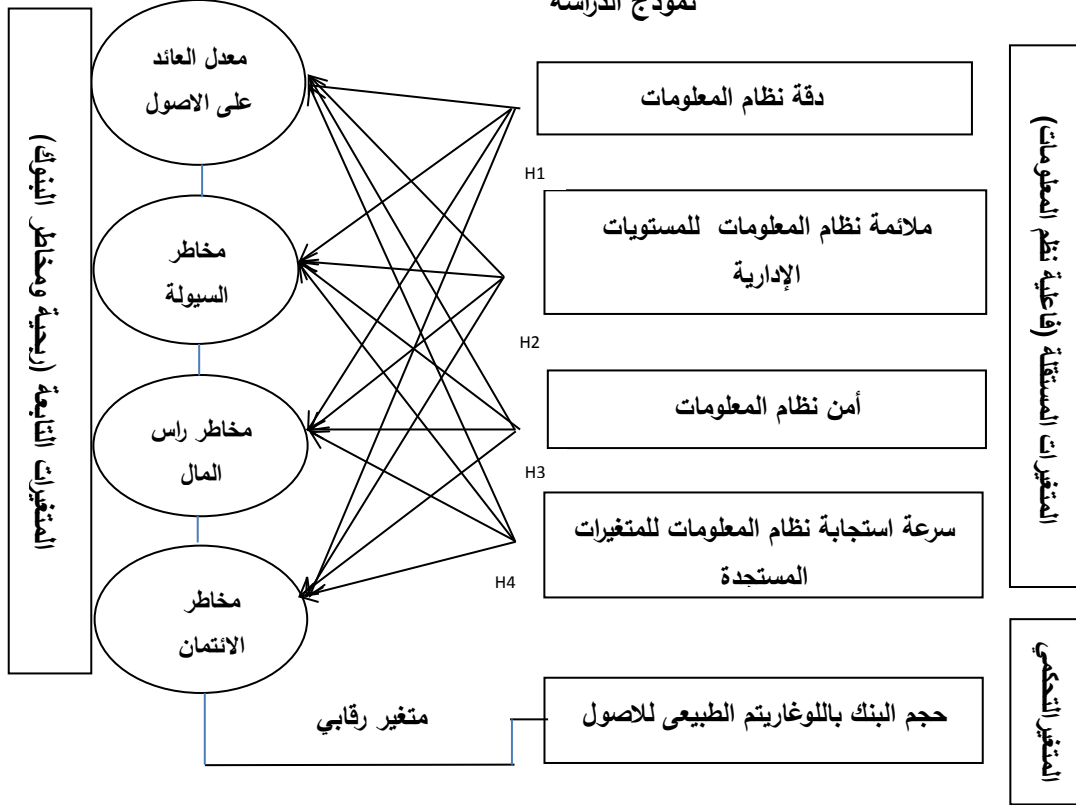 نموذج الدراسة
المتغيرات المستقلة (فاعلية نظم المعلومات)
دقة نظام المعلومات
H1
ملائمة نظام المعلومات للمستويات
الإدارية
H2
أمن نظام المعلومات
H3
سرعة استجابة نظام المعلومات للمتغيرات
المستجدة
H4
المتغير التحكمي
حجم البنك باللوغاريتم الطبيعى للاصول
متغير رقابي
معدل العائد
على الاصول
مخاطر
السيولة
مخاطر راس
المال
مخاطر
الائتمان
المتغيرات التابعة (ربحية ومخاطر البنوك)